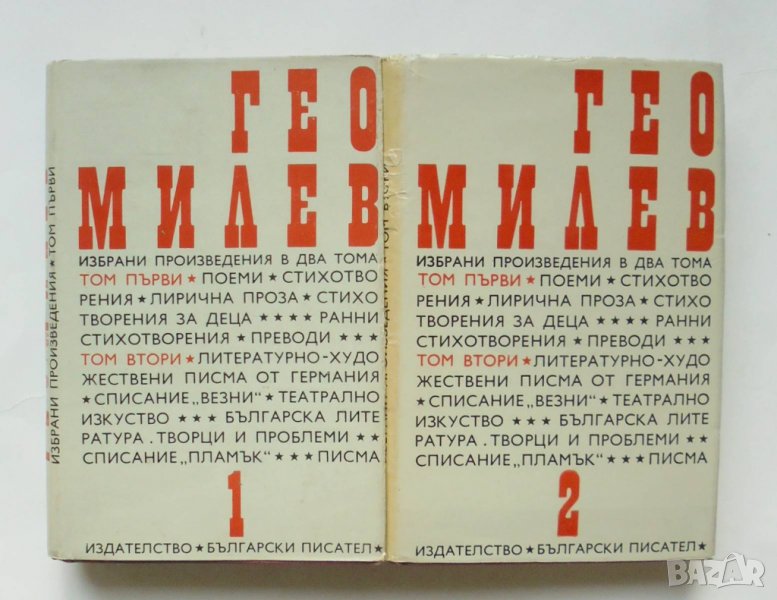 ГЕО
МИЛЕВ
ИЗБРАНИ ПРОИЗВЕДЕНИЯ В ДВА ТОМА
ТОМ ПЪРВИ ★ ПОЕМИ ★ СТИХОТВО
РЕНИЯ ★ ЛИРИЧНА ПРОЗА ★ СТИХО
ТВОРЕНИЯ ЗА ДЕЦА ★★★★ РАННИ
СТИХОТВОРЕНИЯ ★ ПРЕВОДИ ★★
ТОМ ВТОРИ ★ ЛИТЕРАТУРНО-ХУДО
ЖЕСТВЕНИ ПИСМА ОТ ГЕРМАНИЯ
★ СПИСАНИЕ „ВЕЗНИ" ★ ТЕАТРАЛНО
ИЗКУСТВО ★★★ БЪЛГАРСКА ЛИТЕ
РАТУРА . ТВОРЦИ И ПРОБЛЕМИ ★★
СПИСАНИЕ „ПЛАМЪК" ★★★ ПИСМА
1
ИЗДАТЕЛСТВО ★ БЪЛГАРСКИ ПИСАТЕЛ ★
ИЗБРАНИ ПРОИЗВЕДЕНИЯ ★ ТОМ ПЪРВИ
ГЕО
МИЛЕВ
ИЗБРАНИ ПРОИЗВЕДЕНИЯ В ДВА ТОМА
ТОМ ПЪРВИ ★ ПОЕМИ ★ СТИХОТВО
РЕНИЯ ★ ЛИРИЧНА ПРОЗА ★ СТИХО
ТВОРЕНИЯ ЗА ДЕЦА ★★★★ РАННИ
СТИХОТВОРЕНИЯ ★ ПРЕВОДИ ★★
ТОМ ВТОРИ ★ ЛИТЕРАТУРНО-ХУДО
ЖЕСТВЕНИ ПИСМА ОТ ГЕРМАНИЯ
★ СПИСАНИЕ „ВЕЗНИ" ★ ТЕАТРАЛНО
ИЗКУСТВО ★★★ БЪЛГАРСКА ЛИТЕ
РАТУРА . ТВОРЦИ И ПРОБЛЕМИ ★★
СПИСАНИЕ „ПЛАМЪК" ★★★ ПИСМА
2
ИЗДАТЕЛСТВО ★ БЪЛГАРСКИ ПИСАТЕЛ ★
BAZAR